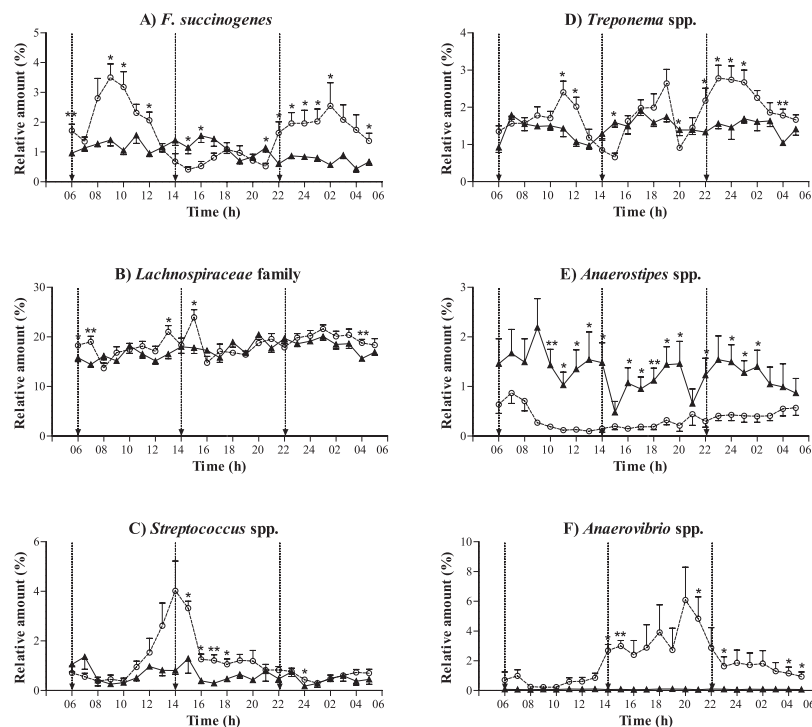 A) F. succinogenes
Relative amount (%)
5
4
3
2
1
0
** * * * * * * * * * * * * *
06 08 10 12 14 16 18 20 22 24 02 04 06
Time (h)
B) Lachnospiraceae family
Relative amount (%)
30
20
10
0
* ** * * **
06 08 10 12 14 16 18 20 22 24 02 04 06
Time (h)
C) Streptococcus spp.
Relative amount (%)
6
4
2
0
* * ** * *
06 08 10 12 14 16 18 20 22 24 02 04 06
Time (h)
D) Treponema spp.
Relative amount (%)
4
3
2
1
0
* * * * * * * * **
06 08 10 12 14 16 18 20 22 24 02 04 06
Time (h)
E) Anaerostipes spp.
Relative amount (%)
3
2
1
0
** * * * * * * ** * * * * * *
06 08 10 12 14 16 18 20 22 24 02 04 06
Time (h)
F) Anaerovibrio spp.
Relative amount (%)
10
8
6
4
2
0
* ** * * * *
06 08 10 12 14 16 18 20 22 24 02 04 06
Time (h)